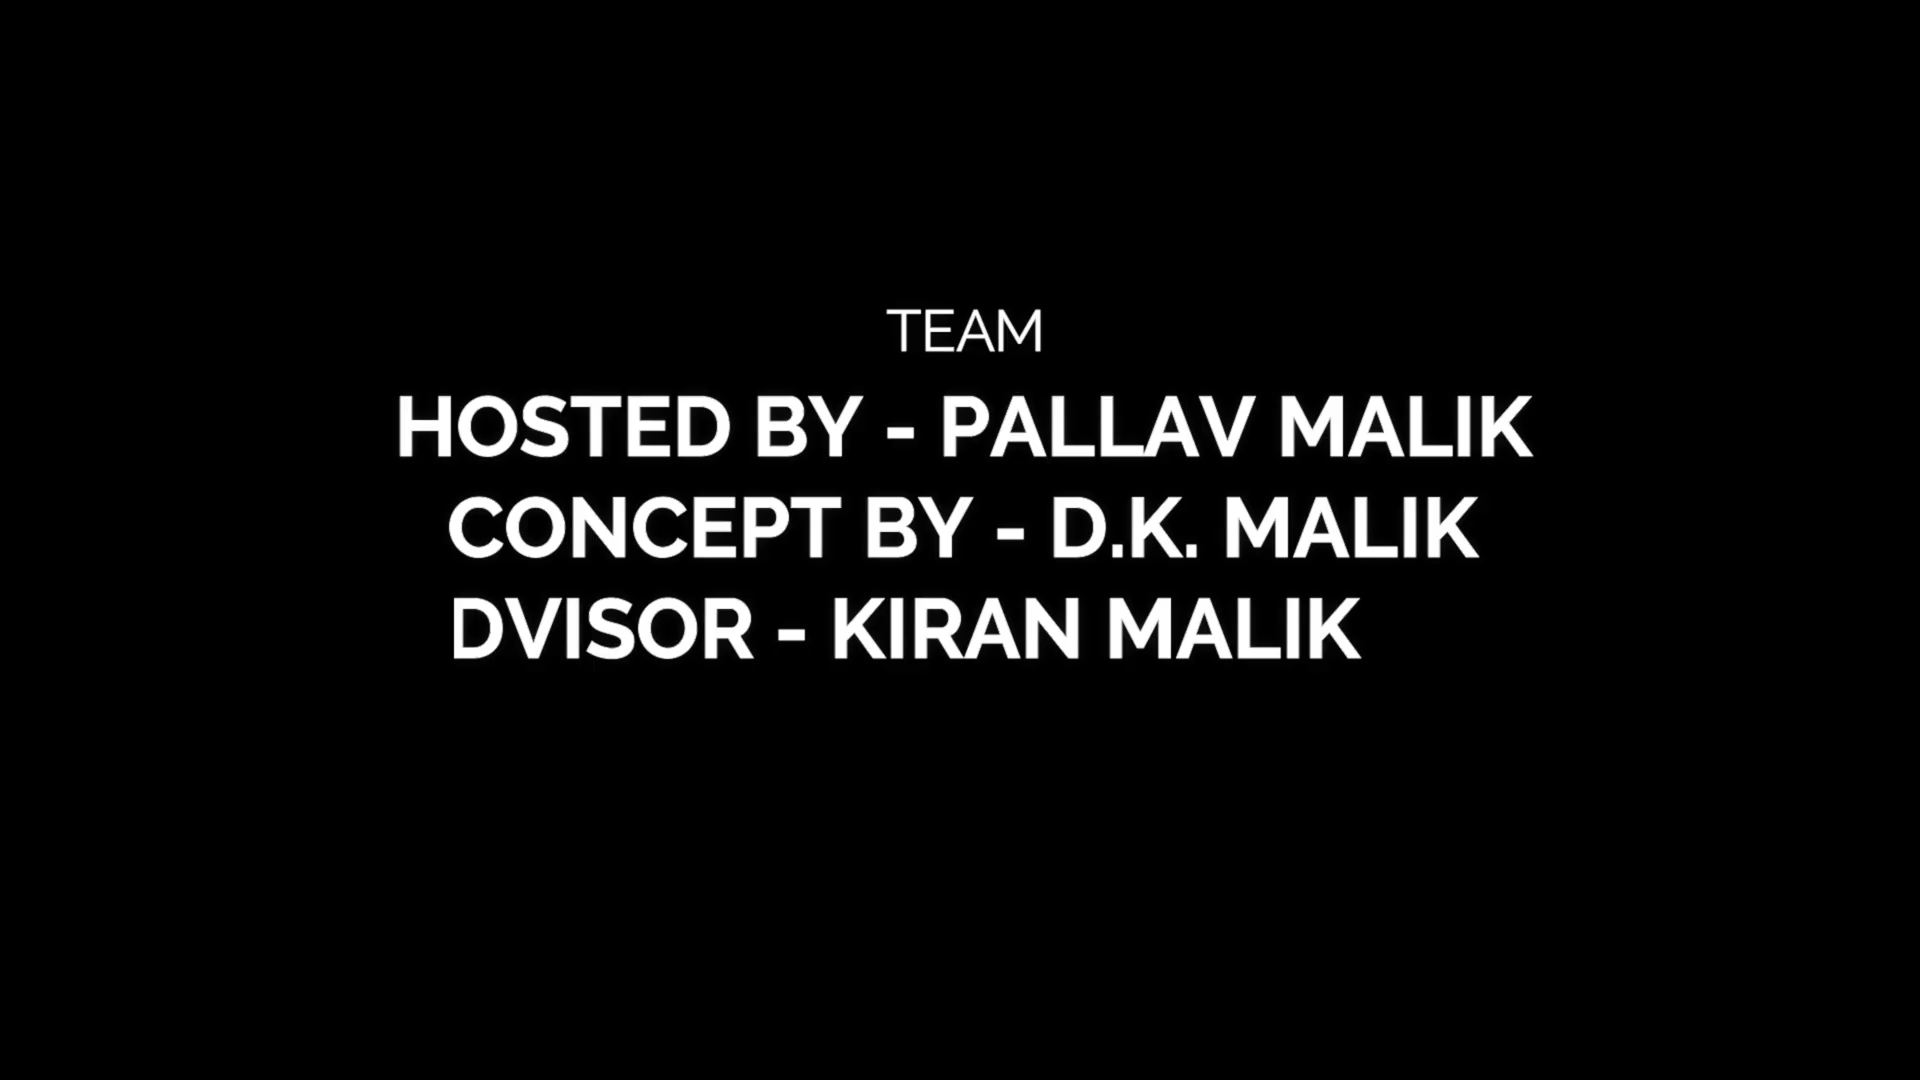 TEAM
HOSTED BY - PALLAV MALIK
CONCEPT BY - D.K. MALIK
DVISOR - KIRAN MALIK